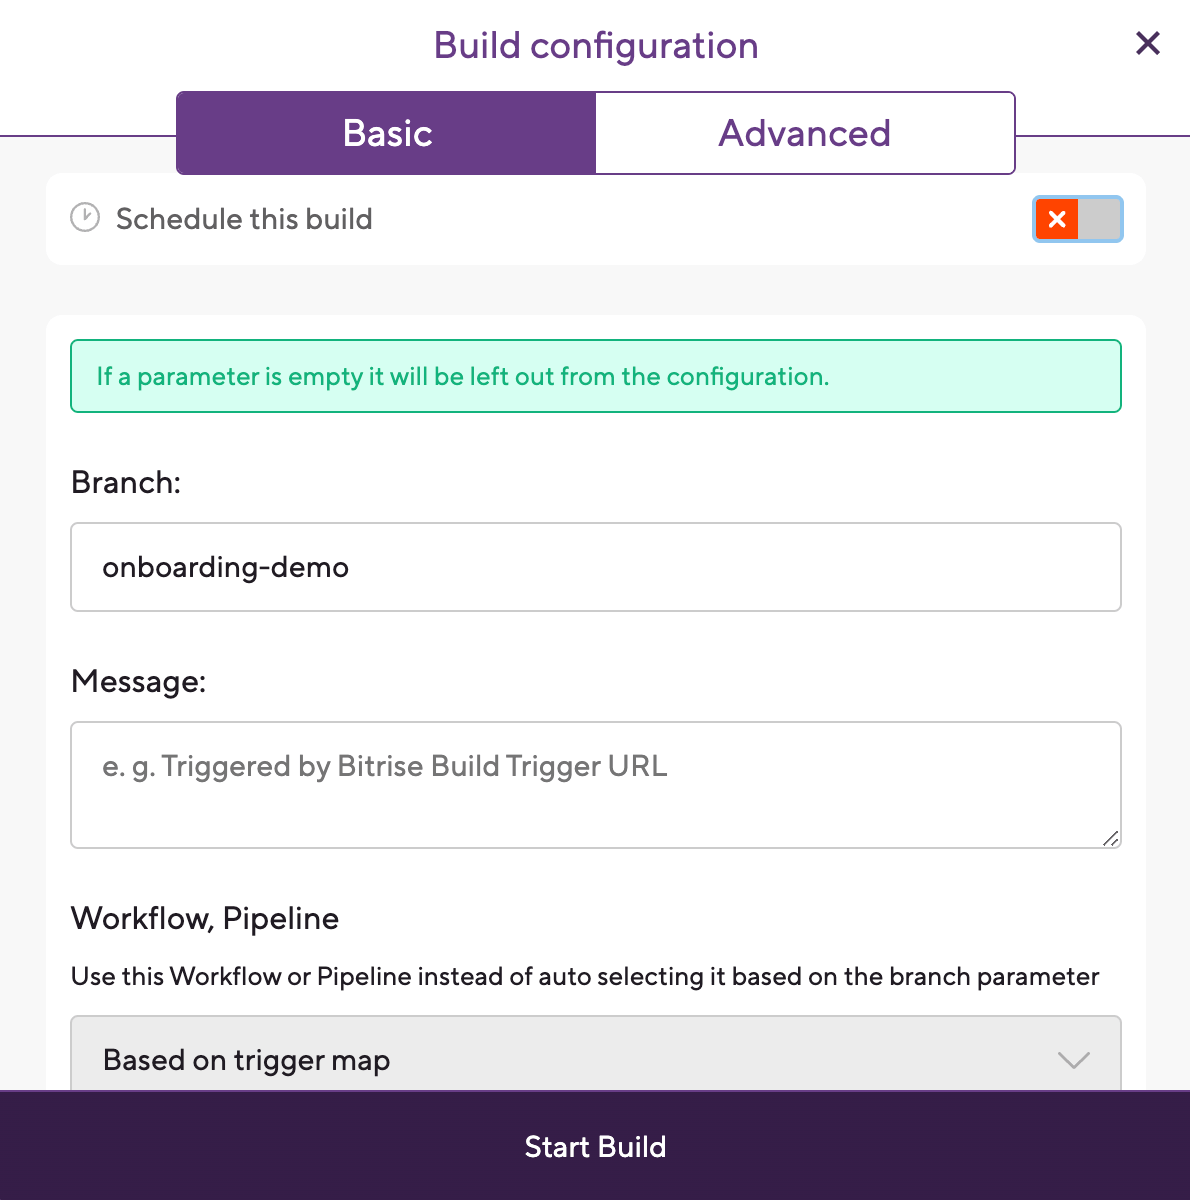 Build configuration
Basic
Advanced
Schedule this build
If a parameter is empty it will be left out from the configuration.
Branch:
onboarding-demo
Message:
e. g. Triggered by Bitrise Build Trigger URL
Workflow, Pipeline
Use this Workflow or Pipeline instead of auto selecting it based on the branch parameter
Based on trigger map
Start Build